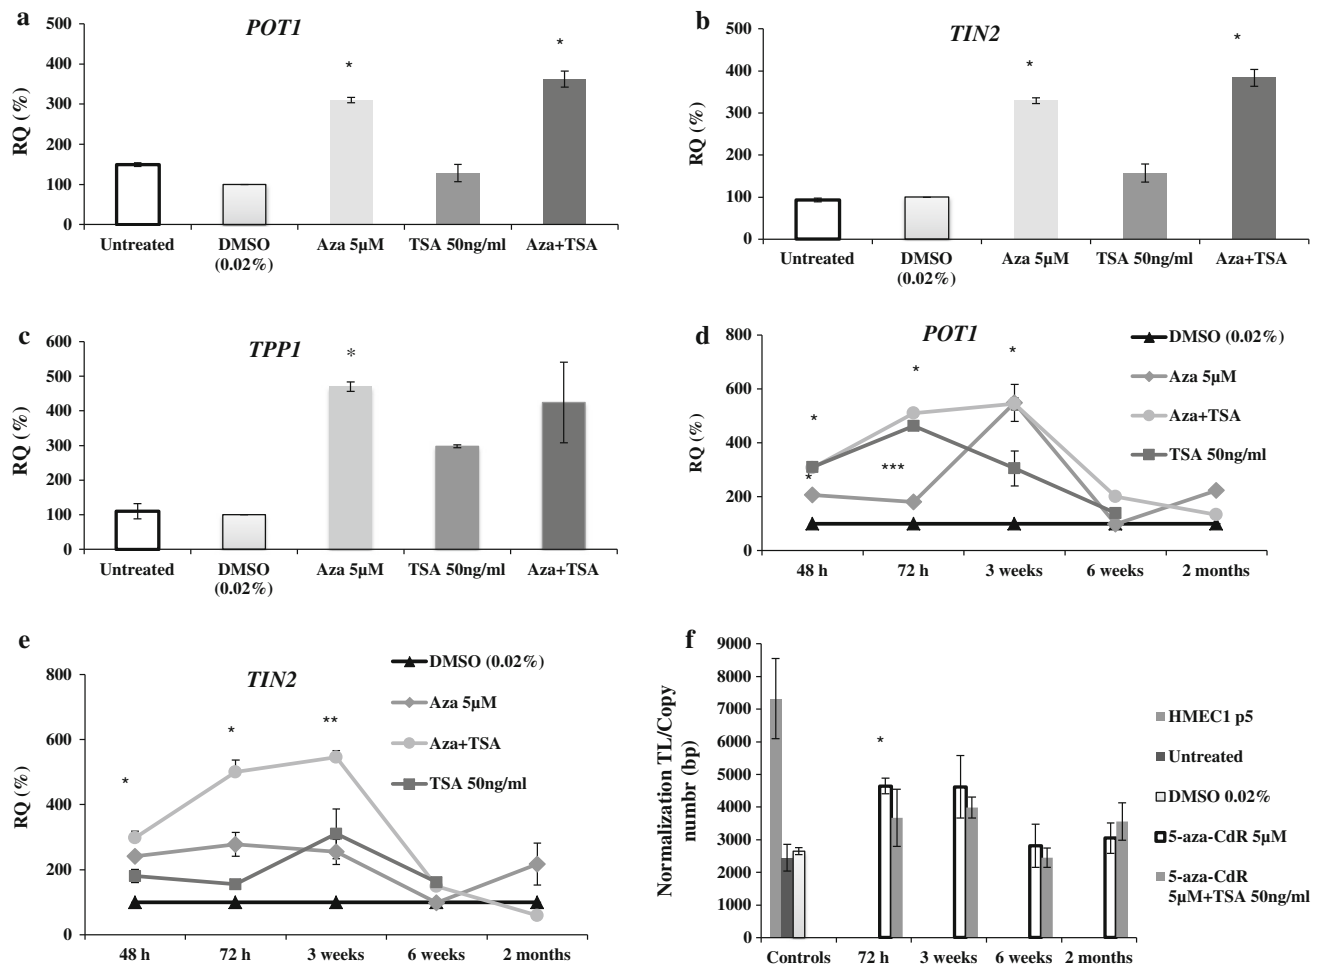 a
POT1
*
*
RQ (%)
500
400
300
200
100
0
Untreated
DMSO
(0.02%)
Aza 5µM
TSA 50ng/ml
Aza+TSA
b
TIN2
*
*
RQ (%)
500
400
300
200
100
0
Untreated
DMSO
(0.02%)
Aza 5µM
TSA 50ng/ml
Aza+TSA
c
TPP1
*
RQ (%)
600
500
400
300
200
100
0
Untreated
DMSO
(0.02%)
Aza 5µM
TSA 50ng/ml
Aza+TSA
d
POT1
DMSO (0.02%)
Aza 5µM
Aza+TSA
TSA 50ng/ml
*
*
*
*
***
RQ (%)
800
600
400
200
0
48 h
72 h
3 weeks
6 weeks
2 months
e
TIN2
DMSO (0.02%)
Aza 5µM
Aza+TSA
TSA 50ng/ml
*
*
**
RQ (%)
800
600
400
200
0
48 h
72 h
3 weeks
6 weeks
2 months
f
*
Normalization TL/Copy
numbr (bp)
9000
8000
7000
6000
5000
4000
3000
2000
1000
0
Controls
72 h
3 weeks
6 weeks
2 months
HMEC1 p5
Untreated
DMSO 0.02%
5-aza-CdR 5µM
5-aza-CdR
5µM+TSA 50ng/ml